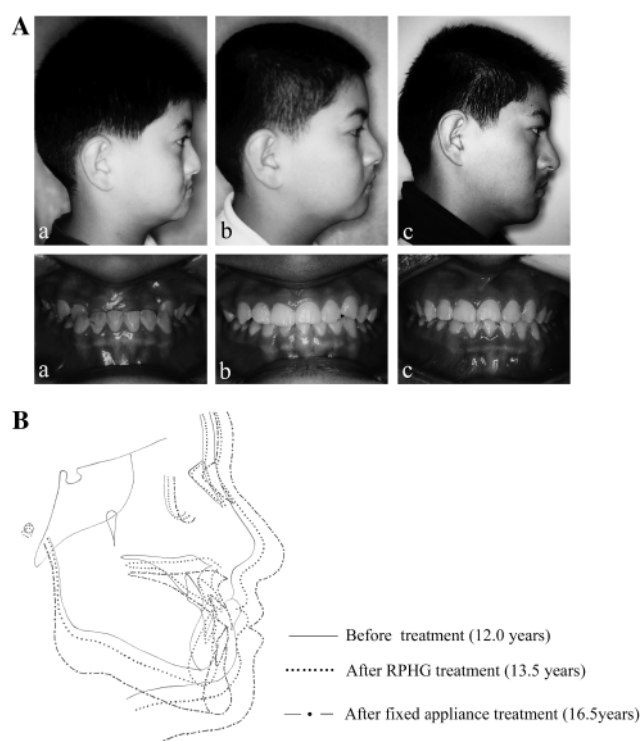 A
a
b
c
a
b
c
B
Before treatment (12.0 years)
After RPHG treatment (13.5 years)
After fixed appliance treatment (16.5years)